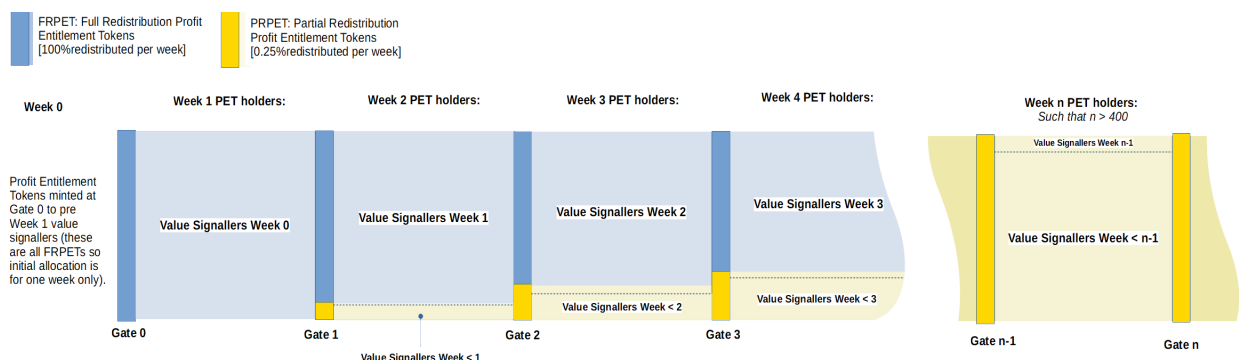 FRPET: Full Redistribution Profit
Entitlement Tokens
[100%redistributed per week]
PRPET: Partial Redistribution
Profit Entitlement Tokens
[0.25%redistributed per week]
Week 0
Week 1 PET holders:
Week 2 PET holders:
Week 3 PET holders:
Week 4 PET holders:
Week n PET holders:
Such that n > 400
Profit Entitlement
Tokens minted at
Gate 0 to pre
Week 1 value
signallers (these
are all FRPETs so
initial allocation is
for one week only).
Value Signallers Week 0
Value Signallers Week 1
Value Signallers Week 2
Value Signallers Week 3
Value Signallers Week n-1
Value Signallers Week < n-1
Value Signallers Week < 2
Value Signallers Week < 3
Gate 0
Gate 1
Gate 2
Gate 3
Gate n-1
Gate n
Value Signallers Week < 1